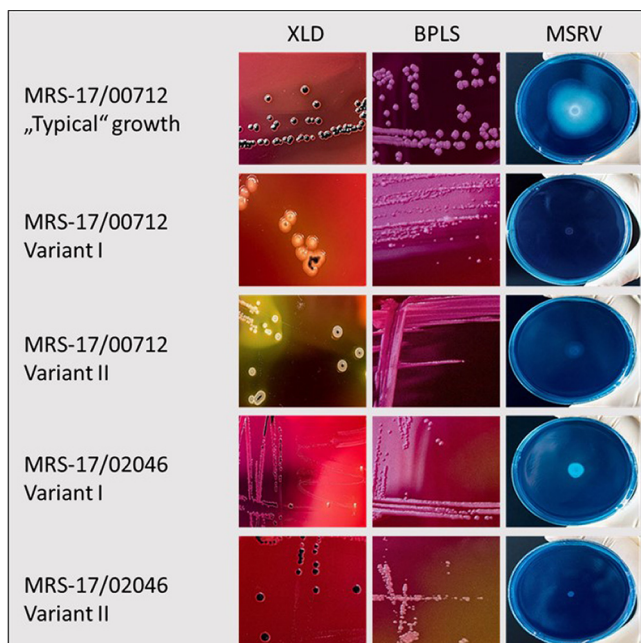 XLD BPLS MSRV
MRS-17/00712
„Typical“ growth
MRS-17/00712
Variant I
MRS-17/00712
Variant II
MRS-17/02046
Variant I
MRS-17/02046
Variant II